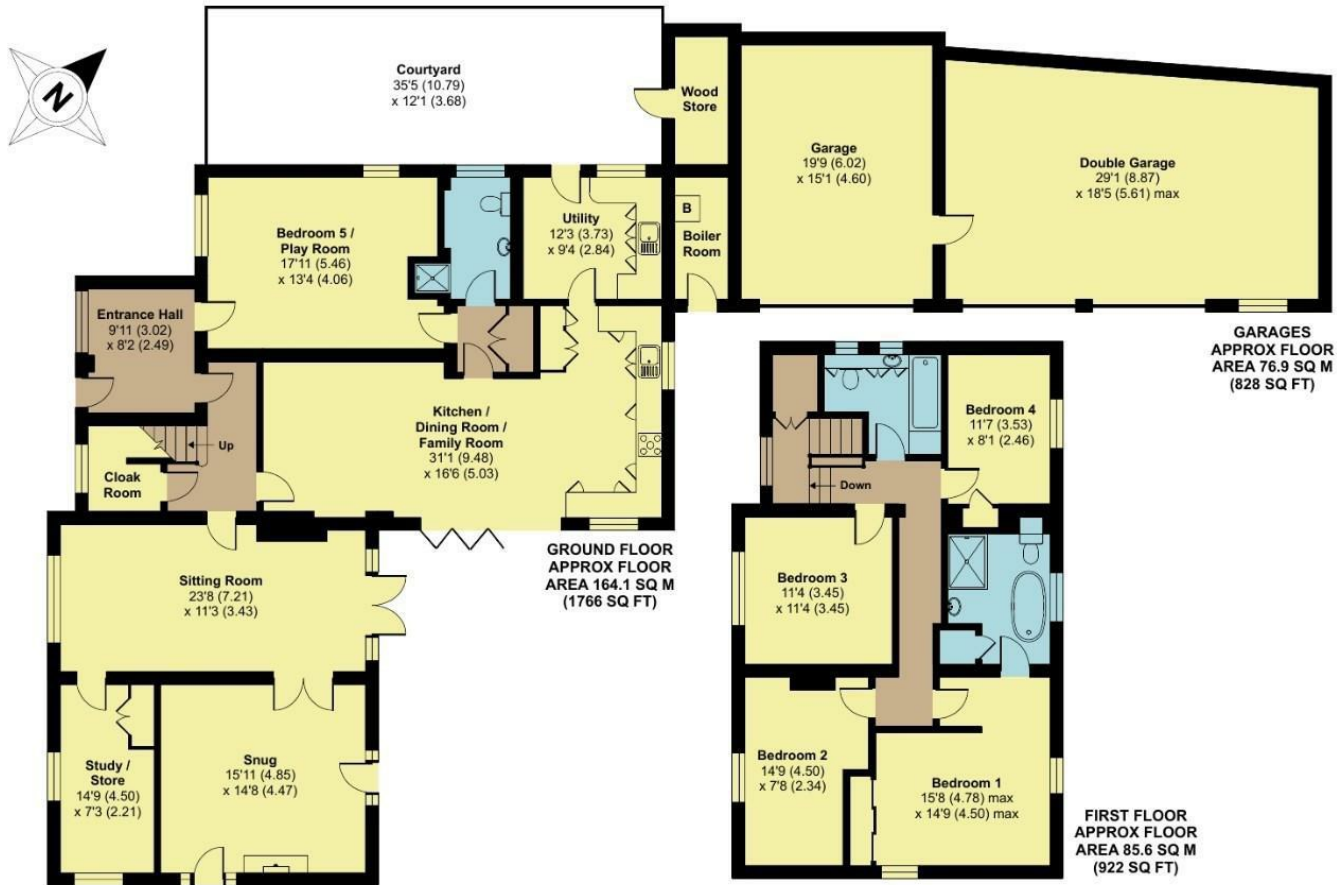 N
Courtyard
35'5 (10.79)
x 12'1 (3.68)
Wood
Store
Garage
19'9 (6.02)
x 15'1 (4.60)
Double Garage
29'1 (8.87)
x 18'5 (5.61) max
Bedroom 5 /
Play Room
17'11 (5.46)
x 13'4 (4.06)
Utility
12'3 (3.73)
x 9'4 (2.84)
B
Boiler
Room
Entrance Hall
9'11 (3.02)
x 8'2 (2.49)
GARAGES
APPROX FLOOR
AREA 76.9 SQ M
(828 SQ FT)
Kitchen /
Dining Room /
Family Room
31'1 (9.48)
x 16'6 (5.03)
Up
Cloak
Room
Bedroom 4
11'7 (3.53)
x 8'1 (2.46)
Down
GROUND FLOOR
APPROX FLOOR
AREA 164.1 SQ M
(1766 SQ FT)
Sitting Room
23'8 (7.21)
x 11'3 (3.43)
Bedroom 3
11'4 (3.45)
x 11'4 (3.45)
Study /
Store
14'9 (4.50)
x 7'3 (2.21)
Snug
15'11 (4.85)
x 14'8 (4.47)
Bedroom 2
14'9 (4.50)
x 7'8 (2.34)
Bedroom 1
15'8 (4.78) max
x 14'9 (4.50) max
FIRST FLOOR
APPROX FLOOR
AREA 85.6 SQ M
(922 SQ FT)